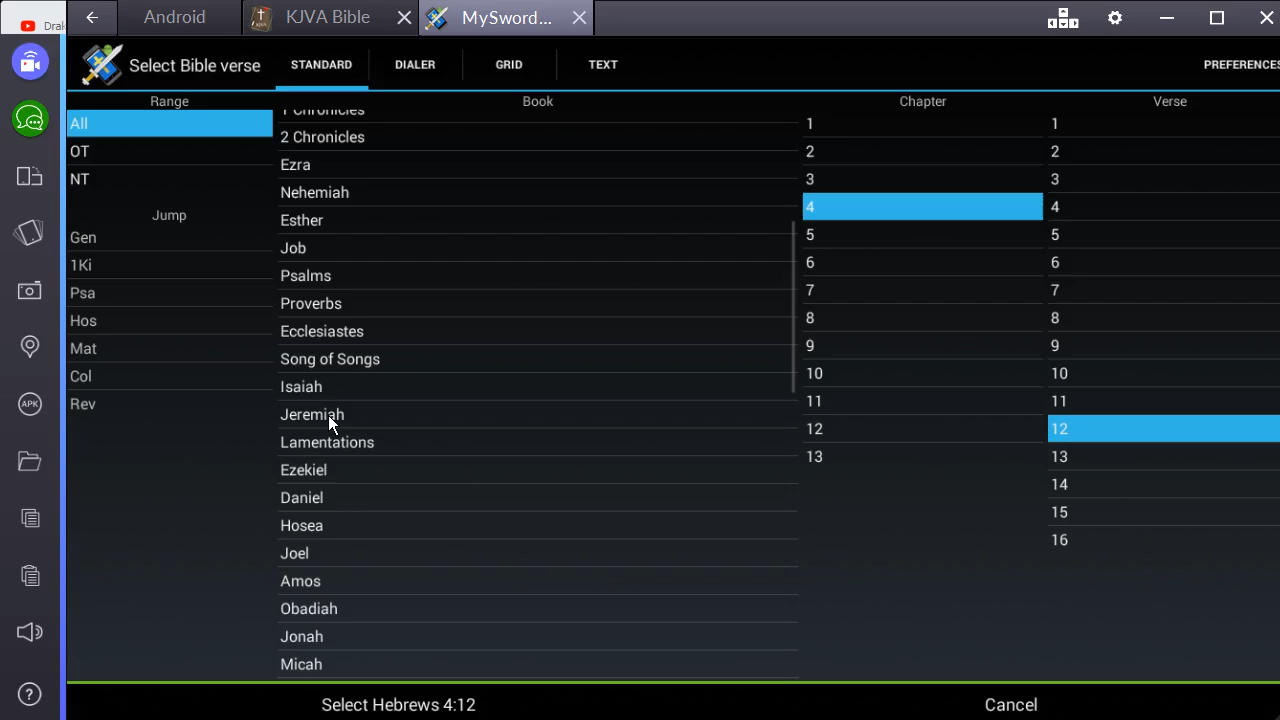 Drak
Android
KJVA Bible
MySword...
Select Bible verse
STANDARD
DIALER
GRID
TEXT
PREFERENCES
Range
Book
Chapter
Verse
All
OT
NT
Jump
Gen
1Ki
Psa
Hos
Mat
Col
Rev
1 Chronicles
2 Chronicles
Ezra
Nehemiah
Esther
Job
Psalms
Proverbs
Ecclesiastes
Song of Songs
Isaiah
Jeremiah
Lamentations
Ezekiel
Daniel
Hosea
Joel
Amos
Obadiah
Jonah
Micah
1
2
3
4
5
6
7
8
9
10
11
12
13
1
2
3
4
5
6
7
8
9
10
11
12
13
14
15
16
APK
Select Hebrews 4:12
Cancel